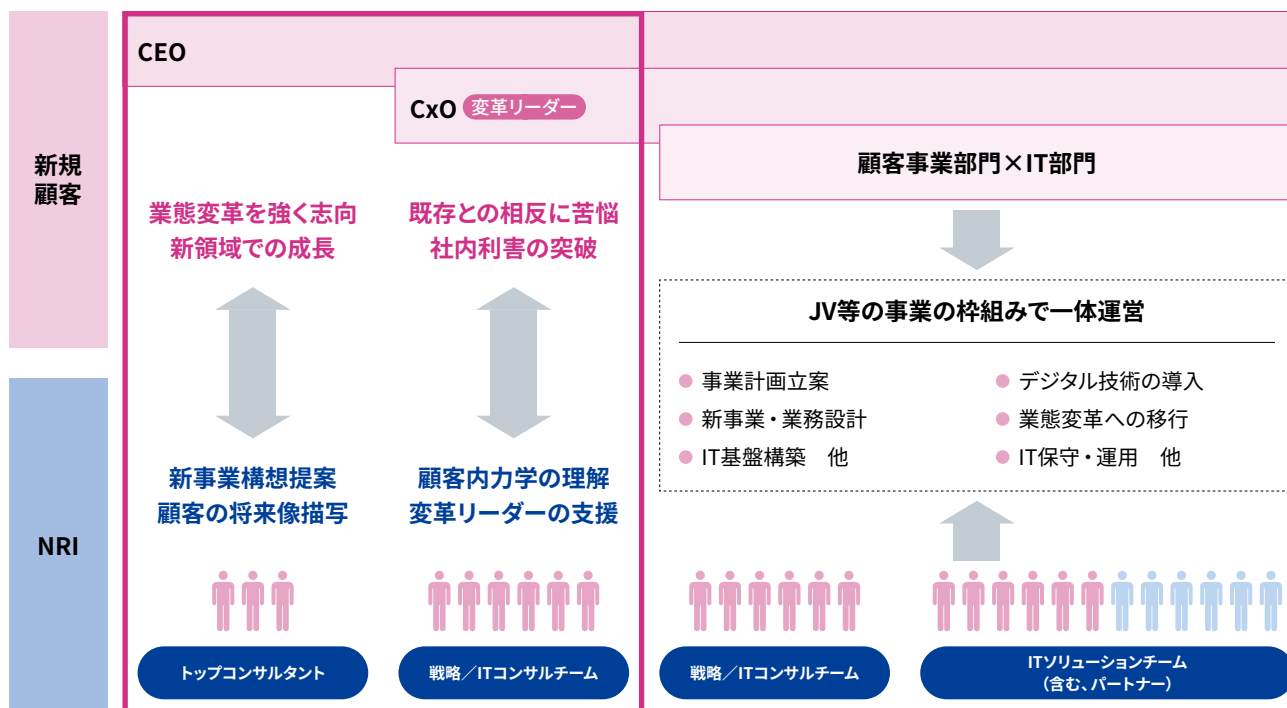 CEO
CxO 変革リーダー
新規
顧客
顧客事業部門×IT部門
業態変革を強く志向
新領域での成長
既存との相反に苦悩
社内利害の突破
JV等の事業の枠組みで一体運営
事業計画立案
新事業・業務設計
IT基盤構築　他
デジタル技術の導入
業態変革への移行
IT保守・運用　他
NRI
新事業構想提案
顧客の将来像描写
顧客内力学の理解
変革リーダーの支援
トップコンサルタント
戦略／ITコンサルチーム
戦略／ITコンサルチーム
ITソリューションチーム
（含む、パートナー）